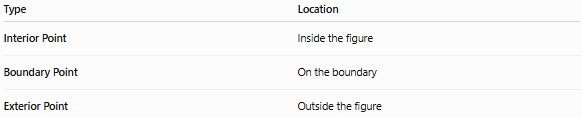 Type Location
Interior Point Inside the figure
Boundary Point On the boundary
Exterior Point Outside the figure